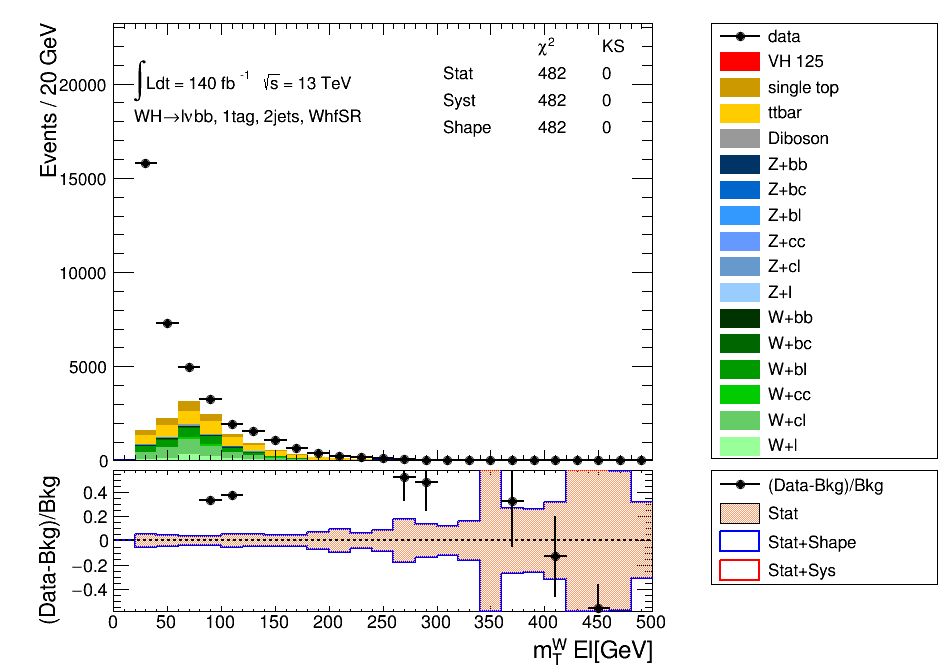 Events / 20 GeV
20000
15000
10000
5000
0
∫Ldt = 140 fb⁻¹ √s = 13 TeV
WH→lvbb, 1tag, 2jets, WhfSR
χ² KS
Stat 482 0
Syst 482 0
Shape 482 0
data
VH 125
single top
ttbar
Diboson
Z+bb
Z+bc
Z+bl
Z+cc
Z+cl
Z+l
W+bb
W+bc
W+bl
W+cc
W+cl
W+l
(Data-Bkg)/Bkg
0.4
0.2
0
−0.2
−0.4
0 50 100 150 200 250 300 350 400 450 500
m_T^W El[GeV]
(Data-Bkg)/Bkg
Stat
Stat+Shape
Stat+Sys